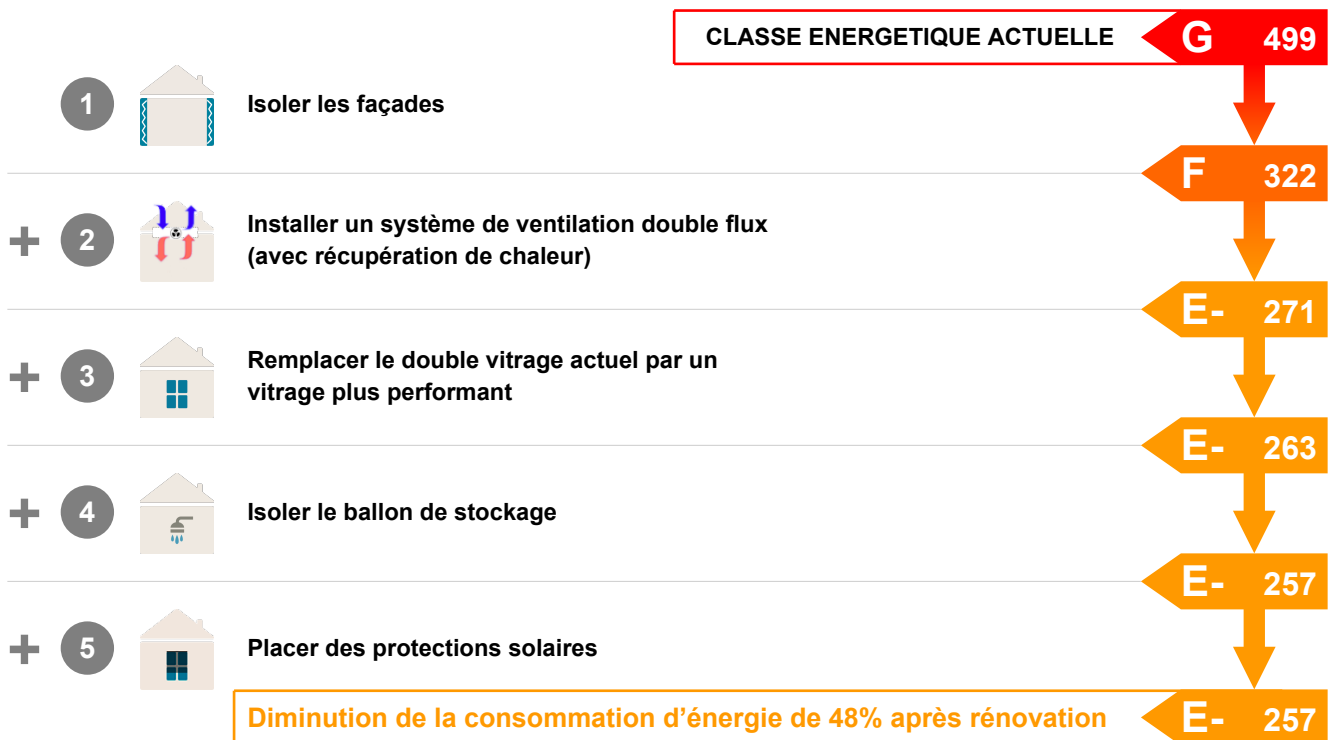 CLASSE ENERGETIQUE ACTUELLE G 499
1 Isoler les façades
F 322
+ 2 Installer un système de ventilation double flux
(avec récupération de chaleur)
E- 271
+ 3 Remplacer le double vitrage actuel par un
vitrage plus performant
E- 263
+ 4 Isoler le ballon de stockage
E- 257
+ 5 Placer des protections solaires
Diminution de la consommation d’énergie de 48% après rénovation E- 257